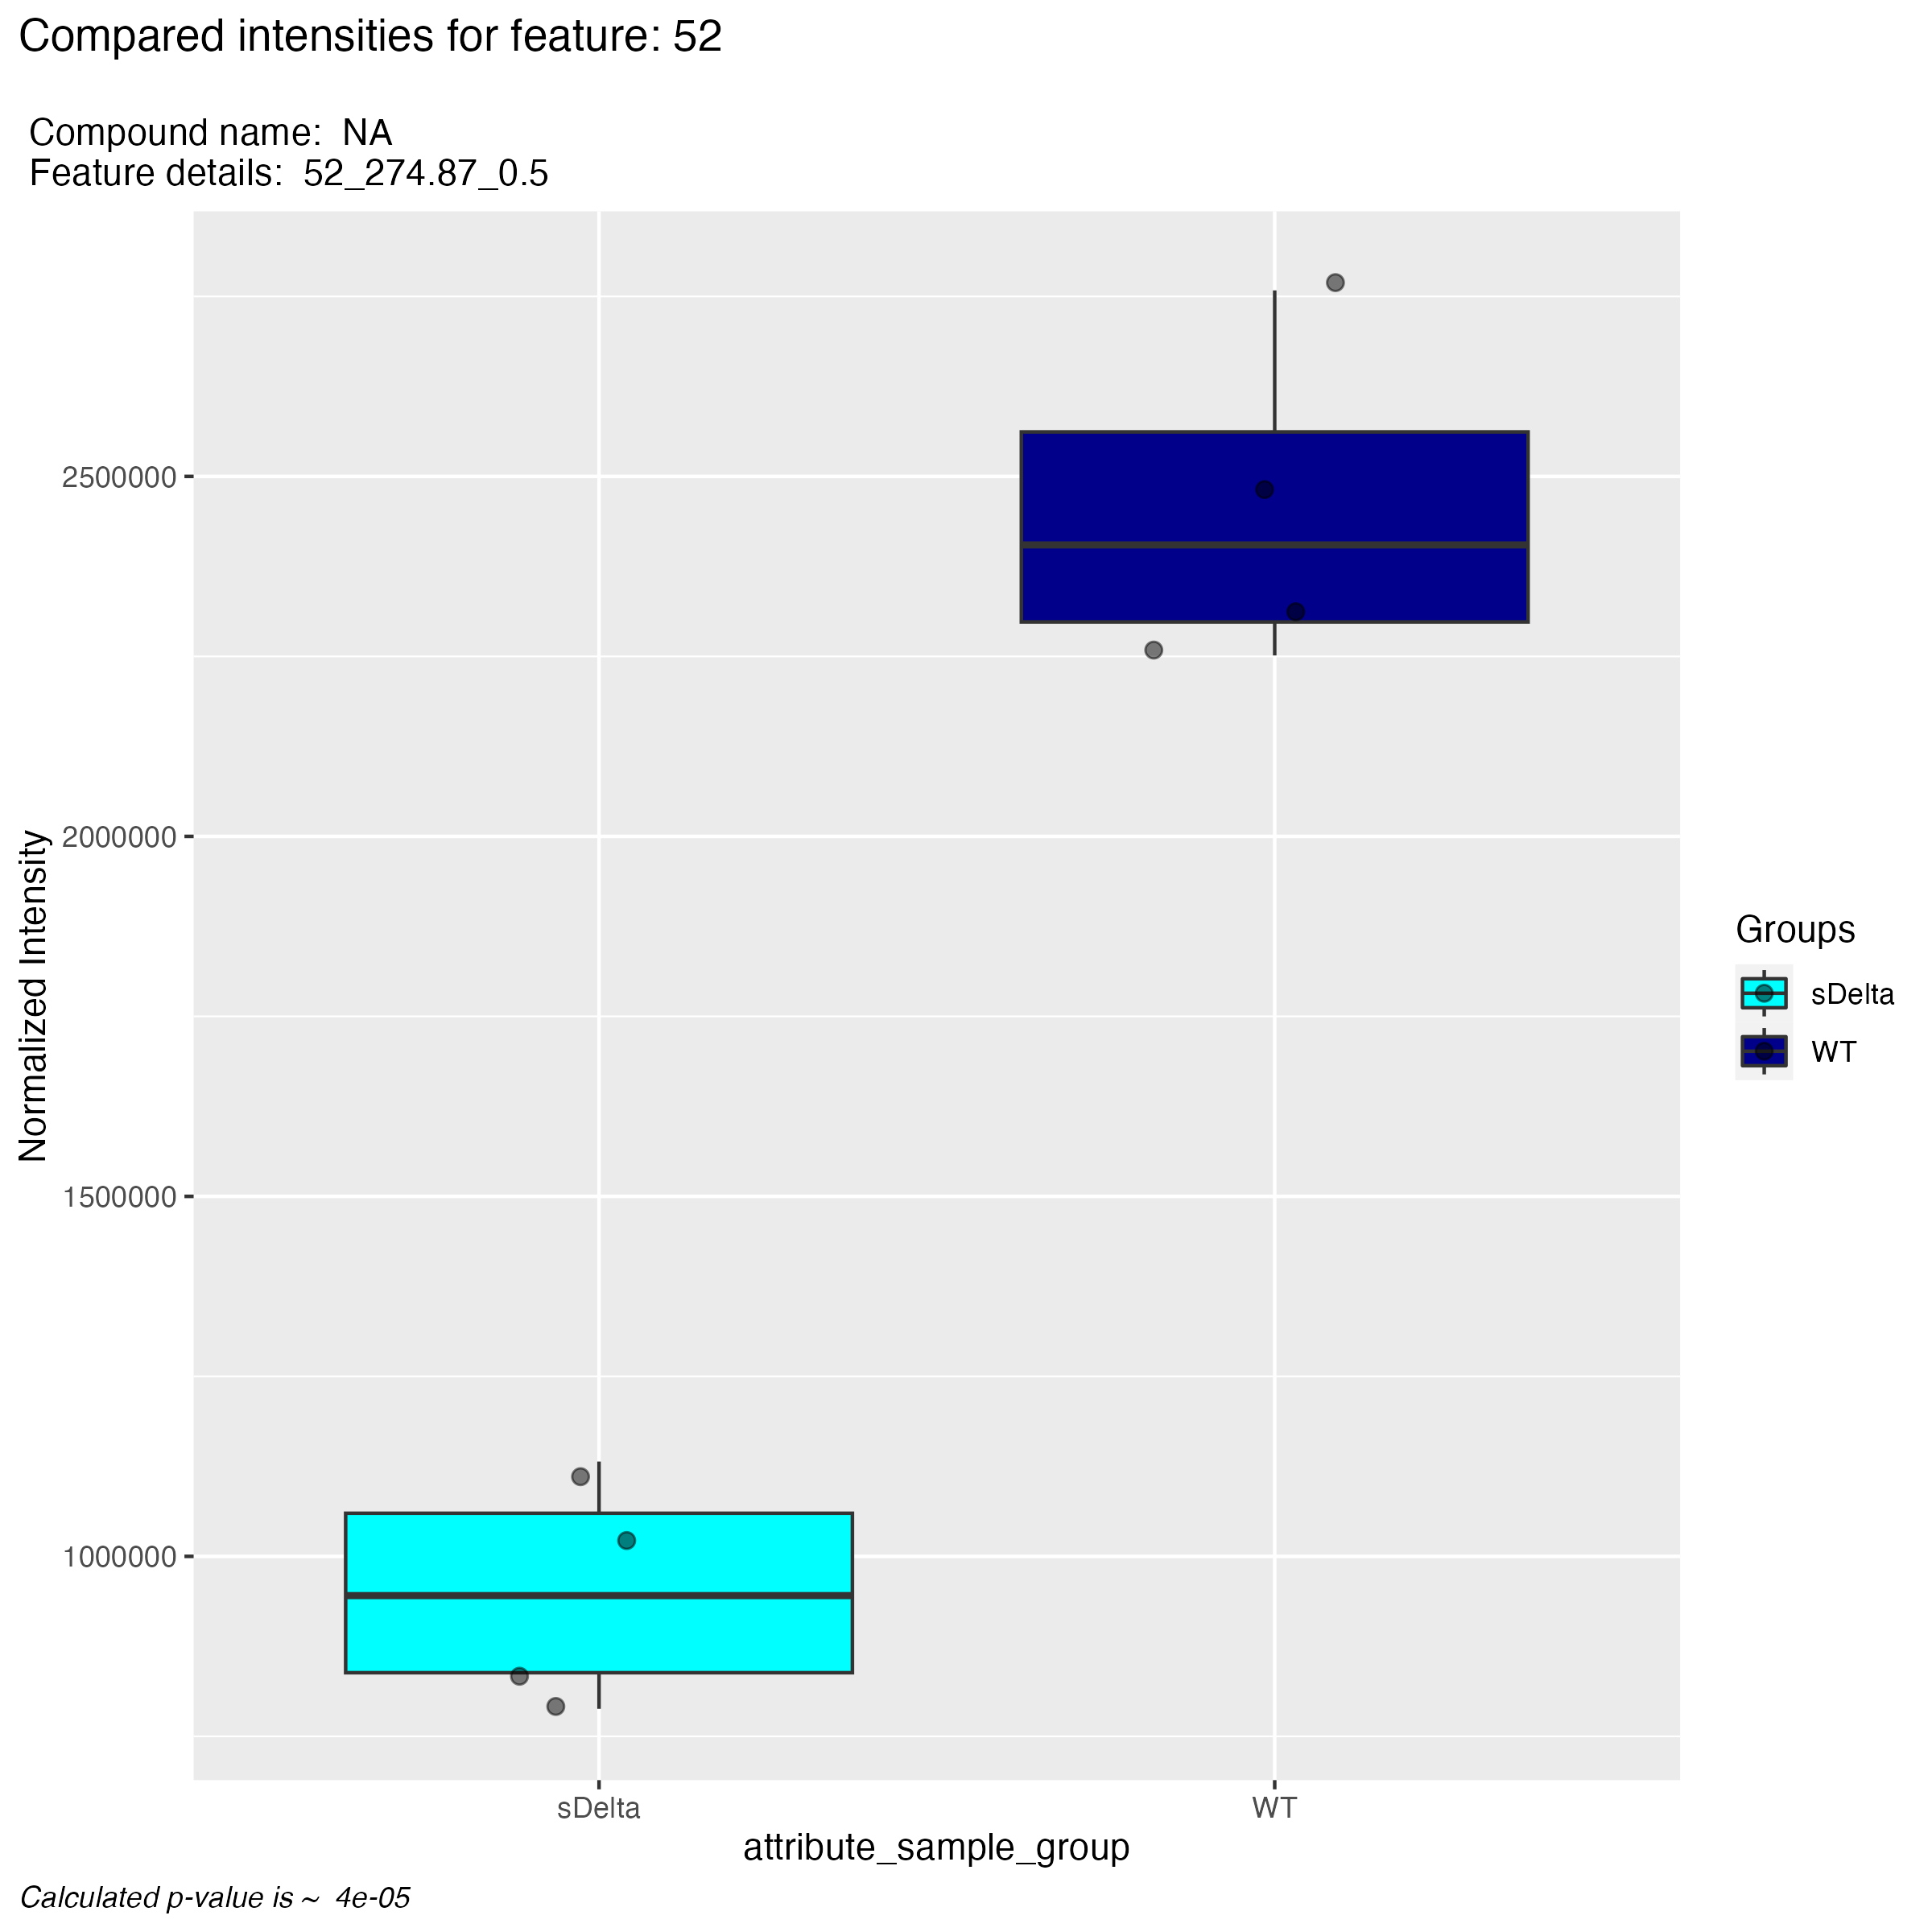 Compared intensities for feature: 52
Compound name:  NA
Feature details:  52_274.87_0.5
Normalized Intensity
2500000
2000000
1500000
1000000
sDelta
WT
attribute_sample_group
Groups
sDelta
WT
Calculated p-value is ~  4e-05